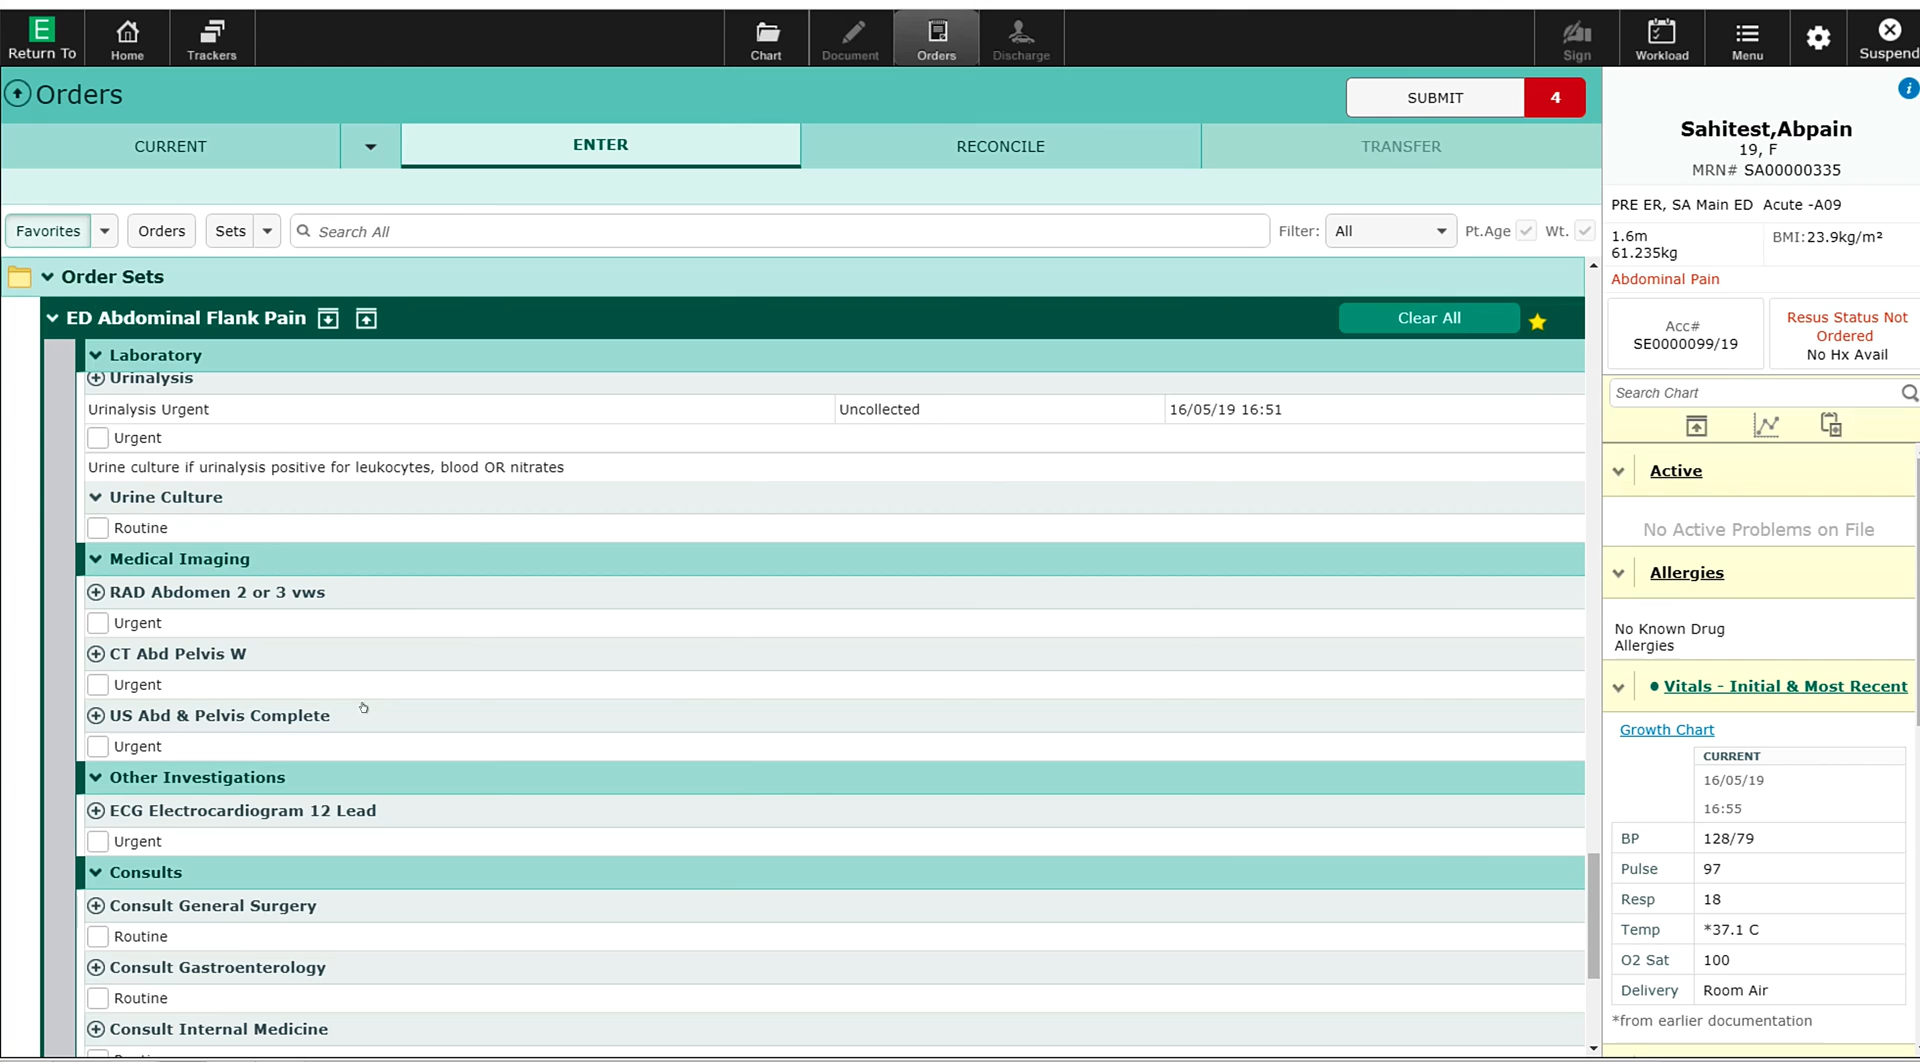 E
Return To
Home
Trackers
Chart
Document
Orders
Discharge
Sign
Workload
Menu
Suspend
Orders
SUBMIT 4
CURRENT
ENTER
RECONCILE
TRANSFER
Favorites
Orders
Sets
Search All
Filter: All
Pt.Age
Wt.
Order Sets
ED Abdominal Flank Pain
Clear All
Laboratory
Urinalysis
Urinalysis Urgent Uncollected 16/05/19 16:51
Urgent
Urine culture if urinalysis positive for leukocytes, blood OR nitrates
Urine Culture
Routine
Medical Imaging
RAD Abdomen 2 or 3 vws
Urgent
CT Abd Pelvis W
Urgent
US Abd & Pelvis Complete
Urgent
Other Investigations
ECG Electrocardiogram 12 Lead
Urgent
Consults
Consult General Surgery
Routine
Consult Gastroenterology
Routine
Consult Internal Medicine
i
Sahitest,Abpain
19, F
MRN# SA00000335
PRE ER, SA Main ED Acute -A09
1.6m
61.235kg
BMI:23.9kg/m²
Abdominal Pain
Acc#
SE0000099/19
Resus Status Not
Ordered
No Hx Avail
Search Chart
Active
No Active Problems on File
Allergies
No Known Drug
Allergies
Vitals - Initial & Most Recent
Growth Chart
CURRENT
16/05/19
16:55
BP 128/79
Pulse 97
Resp 18
Temp *37.1 C
O2 Sat 100
Delivery Room Air
*from earlier documentation